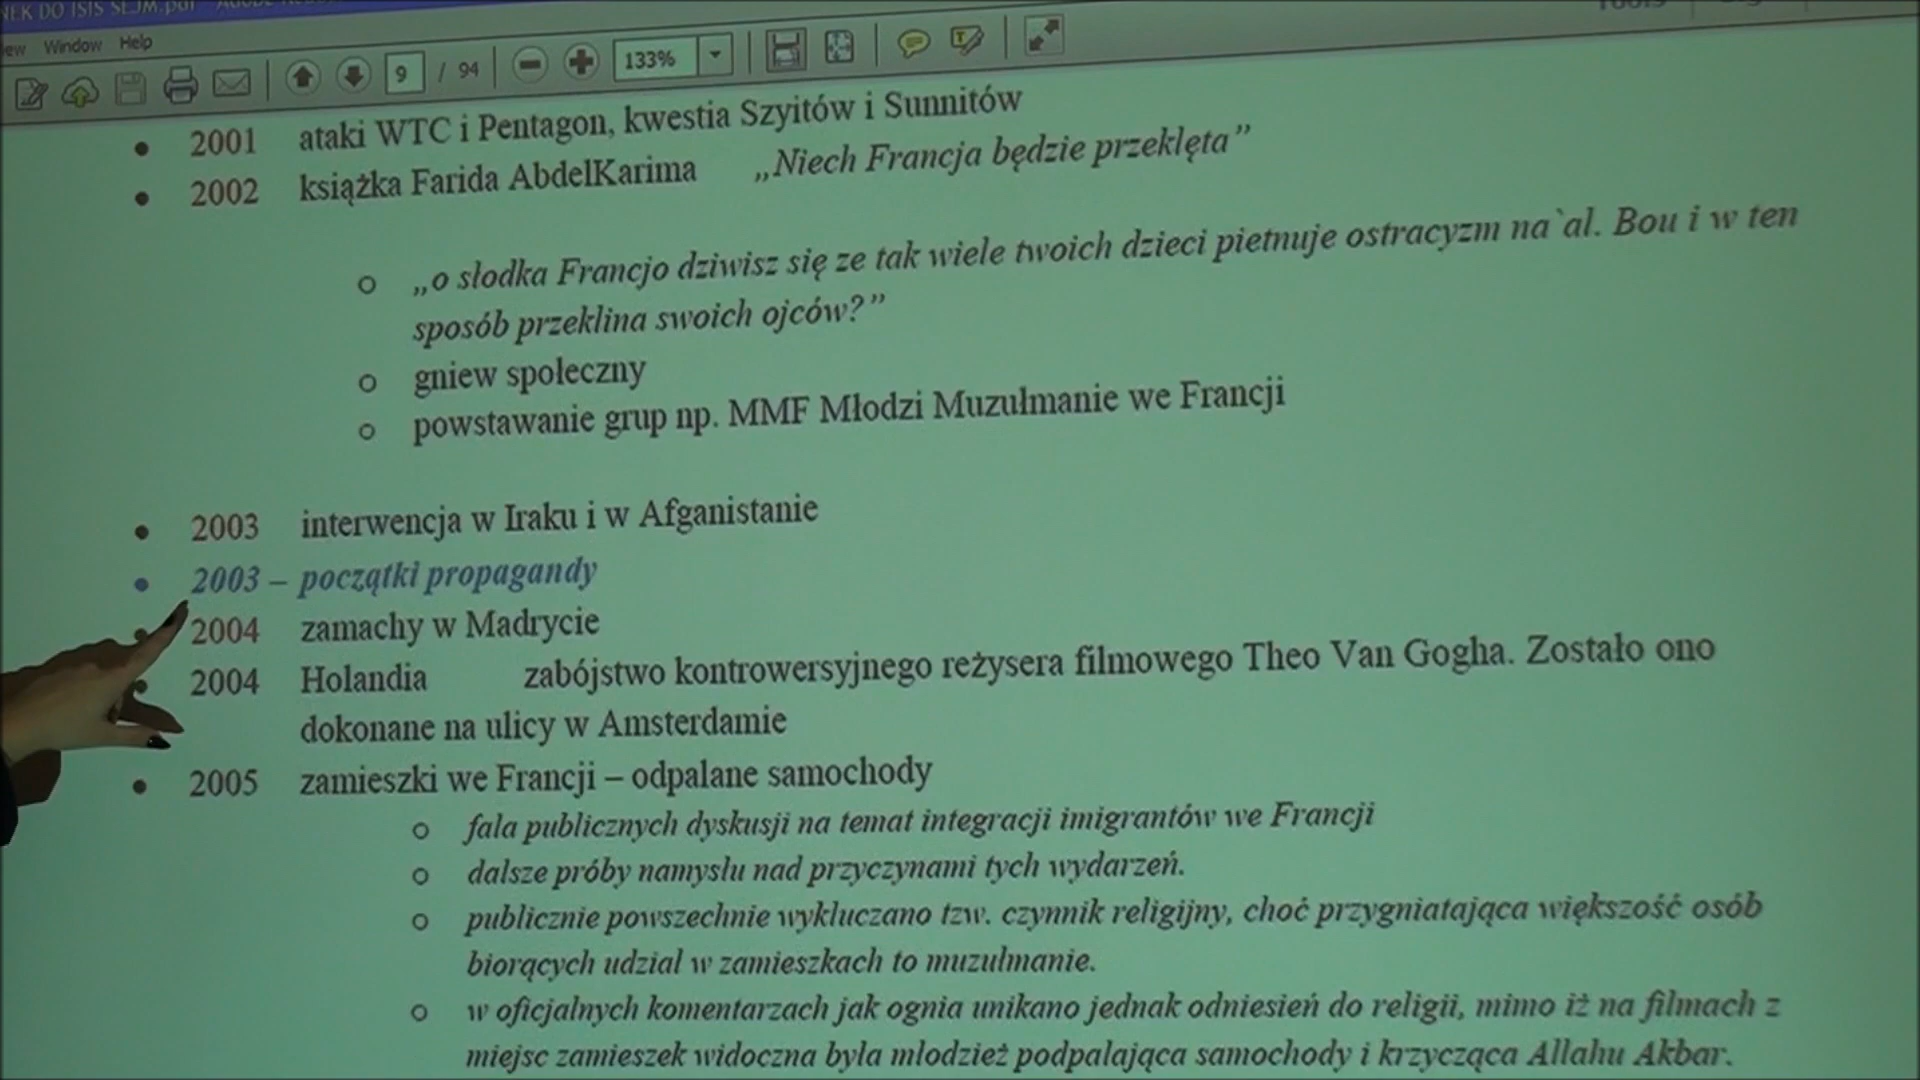 NEK DO ISIS SEJM.pdf
ew Window Help
9 / 94 133%
• 2001 ataki WTC i Pentagon, kwestia Szyitów i Sunnitów
• 2002 książka Farida AbdelKarima „Niech Francja będzie przeklęta”
o „o słodka Francjo dziwisz się ze tak wiele twoich dzieci pietnuje ostracyzm na`al. Bou i w ten
sposób przeklina swoich ojców?”
o gniew społeczny
o powstawanie grup np. MMF Młodzi Muzułmanie we Francji
• 2003 interwencja w Iraku i w Afganistanie
• 2003 – początki propagandy
• 2004 zamachy w Madrycie
• 2004 Holandia zabójstwo kontrowersyjnego reżysera filmowego Theo Van Gogha. Zostało ono
dokonane na ulicy w Amsterdamie
• 2005 zamieszki we Francji – odpalane samochody
o fala publicznych dyskusji na temat integracji imigrantów we Francji
o dalsze próby namysłu nad przyczynami tych wydarzeń.
o publicznie powszechnie wykluczano tzw. czynnik religijny, choć przygniatająca większość osób
biorących udział w zamieszkach to muzułmanie.
o w oficjalnych komentarzach jak ognia unikano jednak odniesień do religii, mimo iż na filmach z
miejsc zamieszek widoczna była młodzież podpalająca samochody i krzycząca Allahu Akbar.